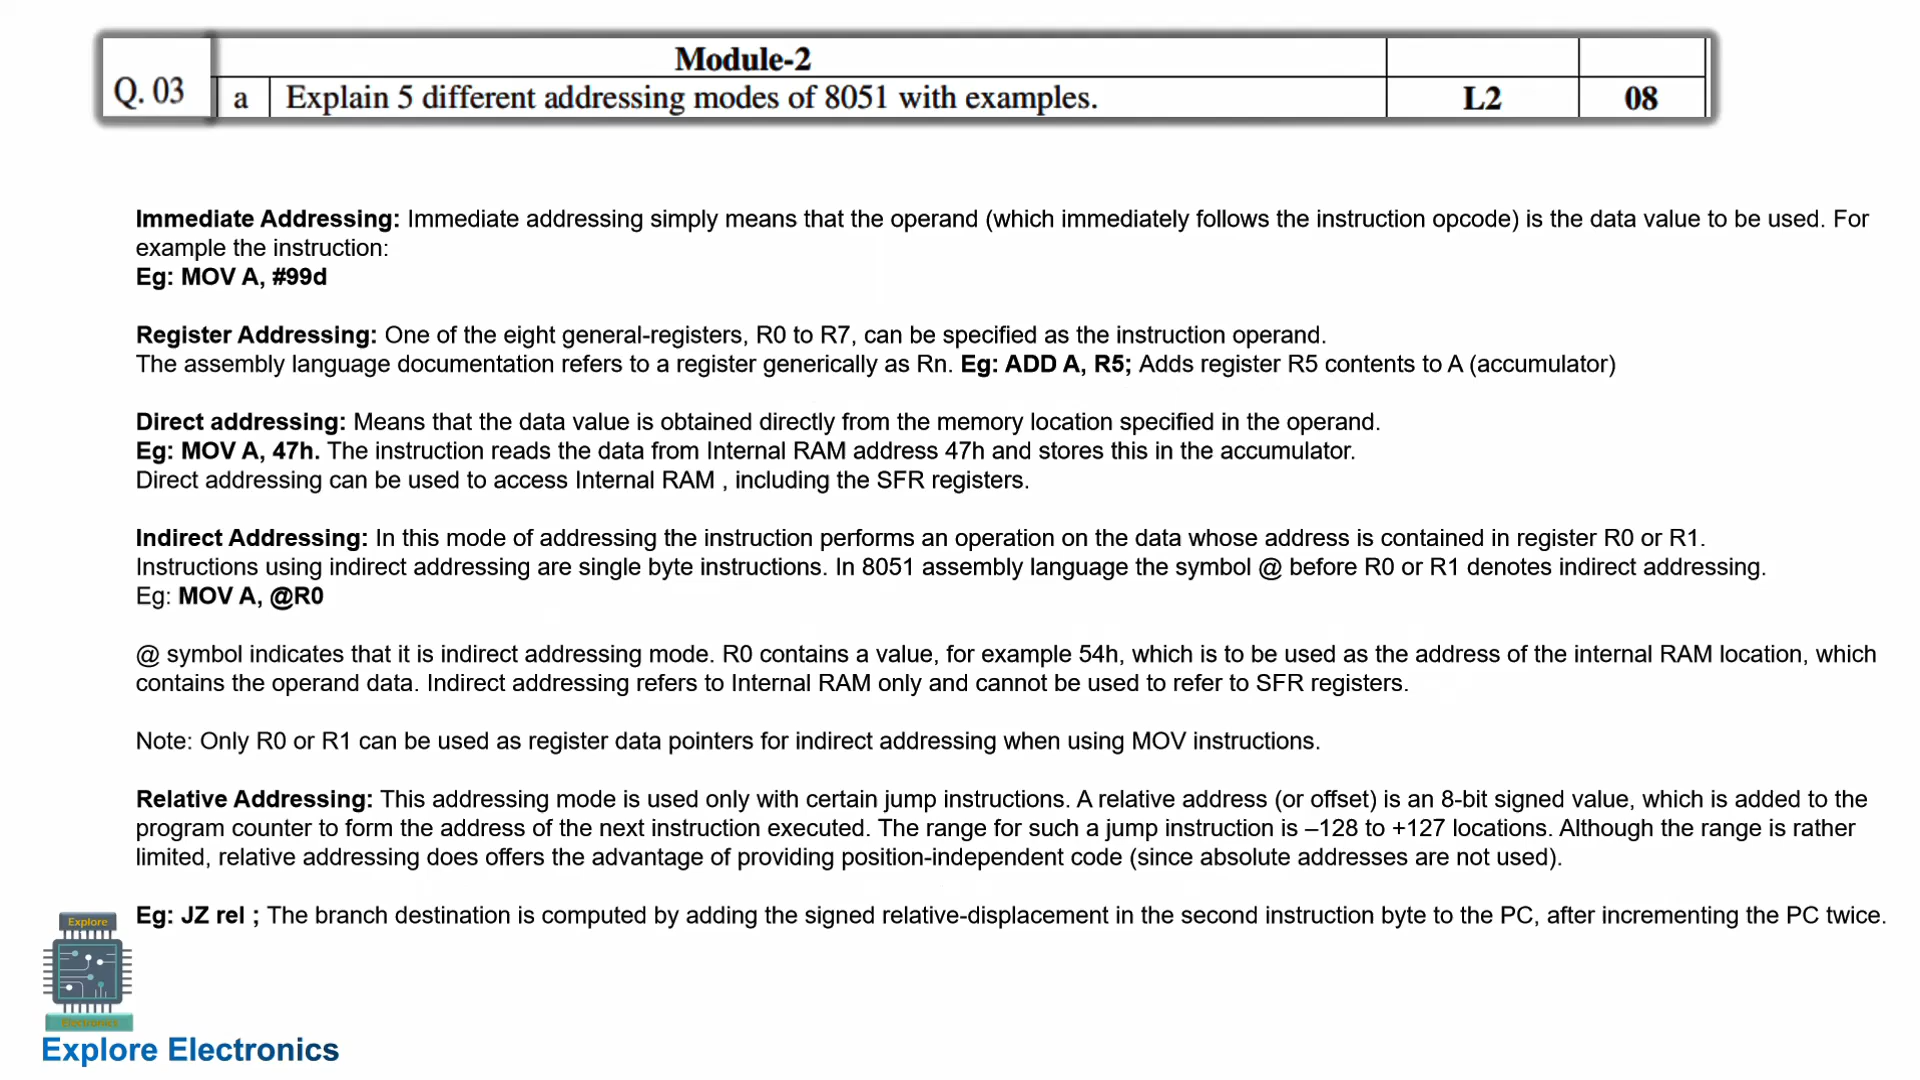 Module-2
Q. 03
a Explain 5 different addressing modes of 8051 with examples. L2 08
Immediate Addressing: Immediate addressing simply means that the operand (which immediately follows the instruction opcode) is the data value to be used. For
example the instruction:
Eg: MOV A, #99d
Register Addressing: One of the eight general-registers, R0 to R7, can be specified as the instruction operand.
The assembly language documentation refers to a register generically as Rn. Eg: ADD A, R5; Adds register R5 contents to A (accumulator)
Direct addressing: Means that the data value is obtained directly from the memory location specified in the operand.
Eg: MOV A, 47h. The instruction reads the data from Internal RAM address 47h and stores this in the accumulator.
Direct addressing can be used to access Internal RAM , including the SFR registers.
Indirect Addressing: In this mode of addressing the instruction performs an operation on the data whose address is contained in register R0 or R1.
Instructions using indirect addressing are single byte instructions. In 8051 assembly language the symbol @ before R0 or R1 denotes indirect addressing.
Eg: MOV A, @R0
@ symbol indicates that it is indirect addressing mode. R0 contains a value, for example 54h, which is to be used as the address of the internal RAM location, which
contains the operand data. Indirect addressing refers to Internal RAM only and cannot be used to refer to SFR registers.
Note: Only R0 or R1 can be used as register data pointers for indirect addressing when using MOV instructions.
Relative Addressing: This addressing mode is used only with certain jump instructions. A relative address (or offset) is an 8-bit signed value, which is added to the
program counter to form the address of the next instruction executed. The range for such a jump instruction is –128 to +127 locations. Although the range is rather
limited, relative addressing does offers the advantage of providing position-independent code (since absolute addresses are not used).
Eg: JZ rel ; The branch destination is computed by adding the signed relative-displacement in the second instruction byte to the PC, after incrementing the PC twice.
Explore
Electronics
Explore Electronics